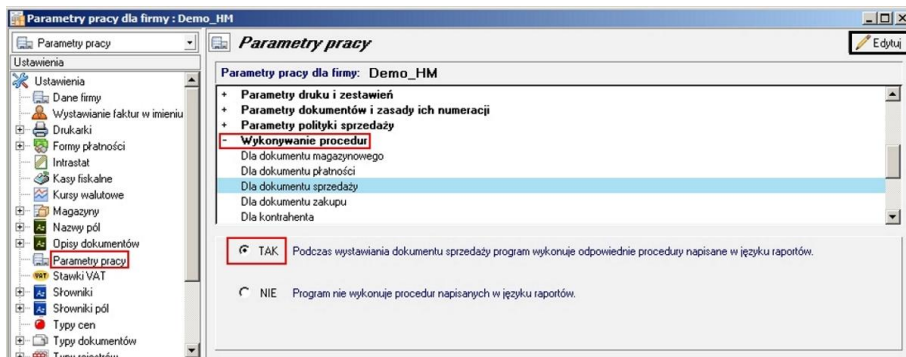 Parametry pracy dla firmy : Demo_HM
Parametry pracy
Ustawienia
Ustawienia
Dane firmy
Wystawianie faktur w imieniu
Drukarki
Formy płatności
Intrastat
Kasy fiskalne
Kursy walutowe
Magazyny
Nazwy pól
Opisy dokumentów
Parametry pracy
Stawki VAT
Słowniki
Słowniki pól
Typy cen
Typy dokumentów
Typy rejestrów
Parametry pracy
Edytuj
Parametry pracy dla firmy: Demo_HM
+ Parametry druku i zestawień
+ Parametry dokumentów i zasady ich numeracji
+ Parametry polityki sprzedaży
- Wykonywanie procedur
Dla dokumentu magazynowego
Dla dokumentu płatności
Dla dokumentu sprzedaży
Dla dokumentu zakupu
Dla kontrahenta
TAK Podczas wystawiania dokumentu sprzedaży program wykonuje odpowiednie procedury napisane w języku raportów.
NIE Program nie wykonuje procedur napisanych w języku raportów.